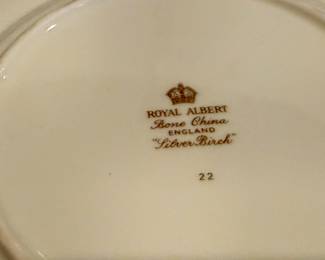 ROYAL ALBERT
Bone China
ENGLAND
"Silver Birch"
22